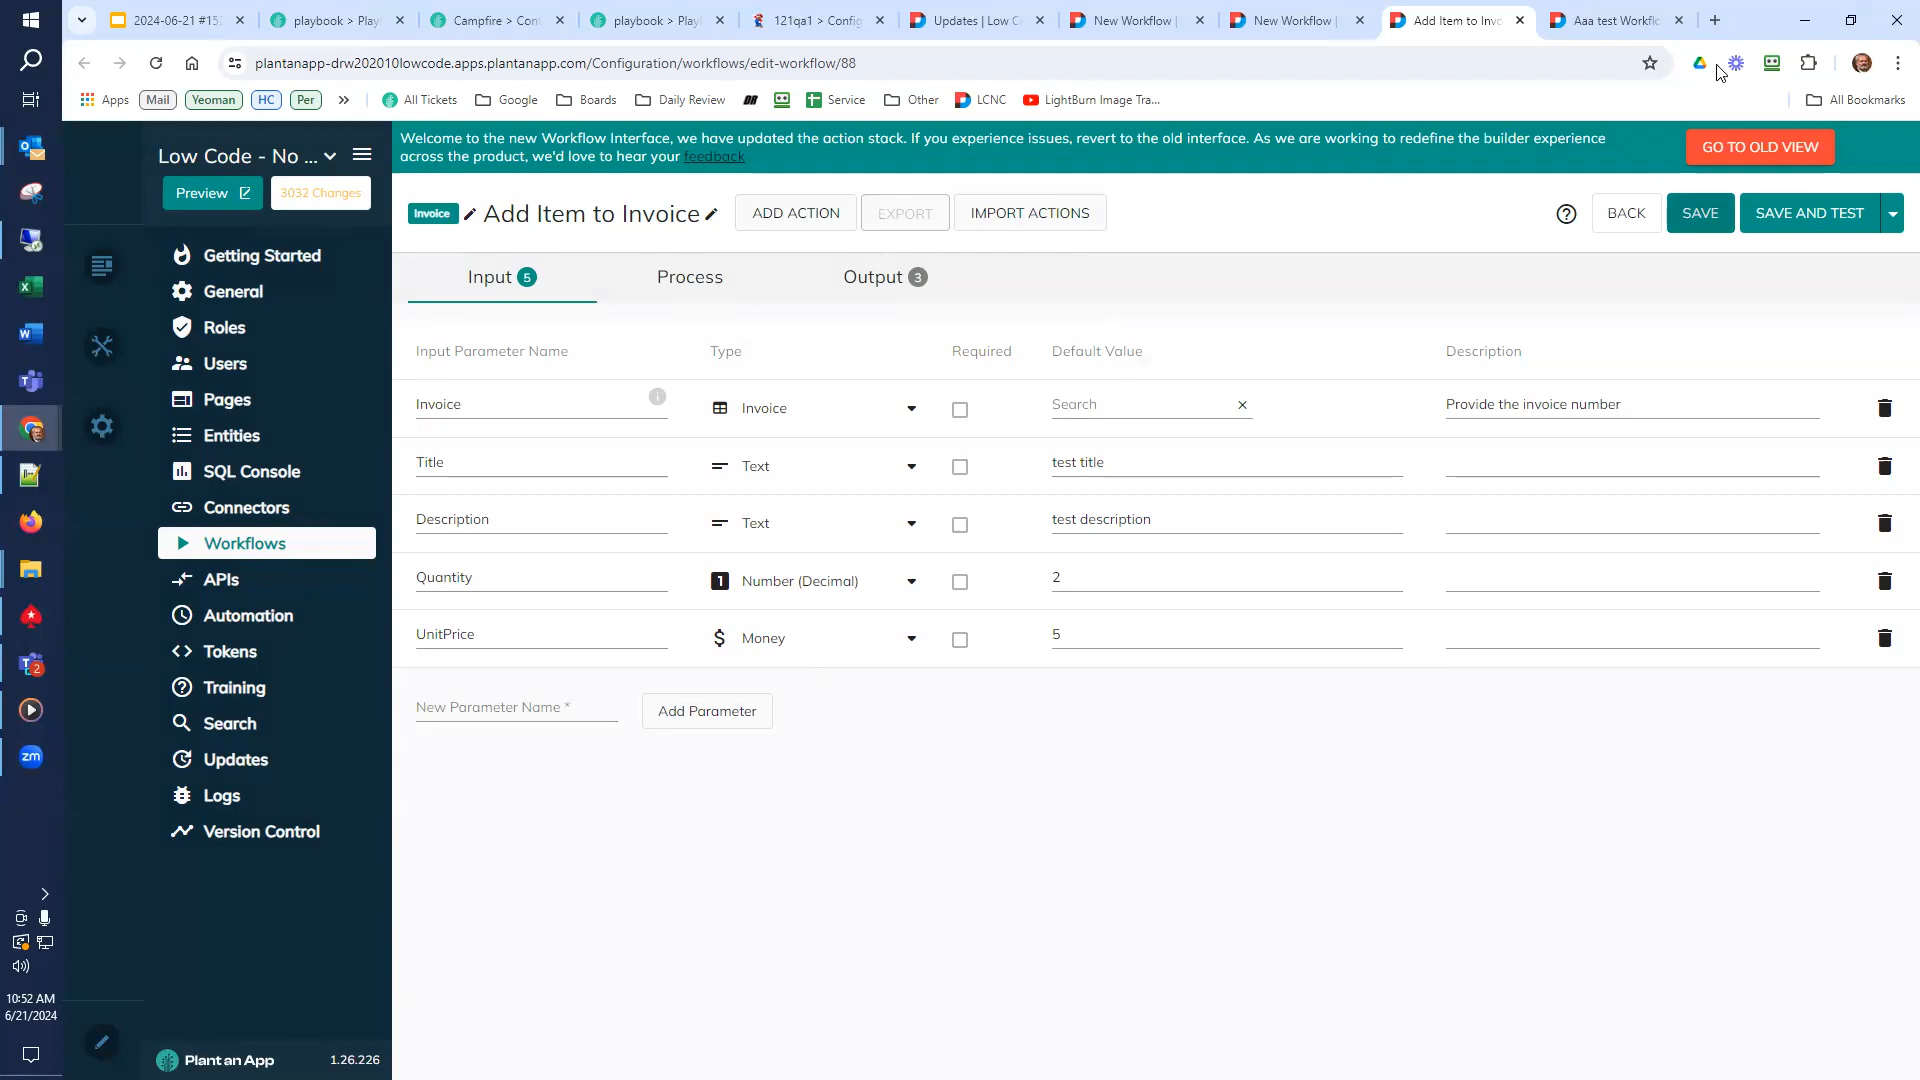 2024-06-21 #15
playbook > Play
Campfire > Con
playbook > Play
121qa1 > Config
Updates | Low C
New Workflow |
New Workflow |
Add Item to Invo
Aaa test Workflo
plantanapp-drw202010lowcode.apps.plantanapp.com/Configuration/workflows/edit-workflow/88
Apps
Mail
Yeoman
HC
Per
All Tickets
Google
Boards
Daily Review
Service
Other
LCNC
LightBurn Image Tra...
All Bookmarks
Welcome to the new Workflow Interface, we have updated the action stack. If you experience issues, revert to the old interface. As we are working to redefine the builder experience
across the product, we'd love to hear your feedback
GO TO OLD VIEW
Low Code - No ...
Preview
3032 Changes
Invoice
Add Item to Invoice
ADD ACTION
EXPORT
IMPORT ACTIONS
BACK
SAVE
SAVE AND TEST
Getting Started
General
Roles
Users
Pages
Entities
SQL Console
Connectors
Workflows
APIs
Automation
Tokens
Training
Search
Updates
Logs
Version Control
Input 5
Process
Output 3
Input Parameter Name
Type
Required
Default Value
Description
Invoice
Invoice
Search
Provide the invoice number
Title
Text
test title
Description
Text
test description
Quantity
Number (Decimal)
2
UnitPrice
Money
5
New Parameter Name *
Add Parameter
zm
10:52 AM
6/21/2024
Plant an App
1.26.226